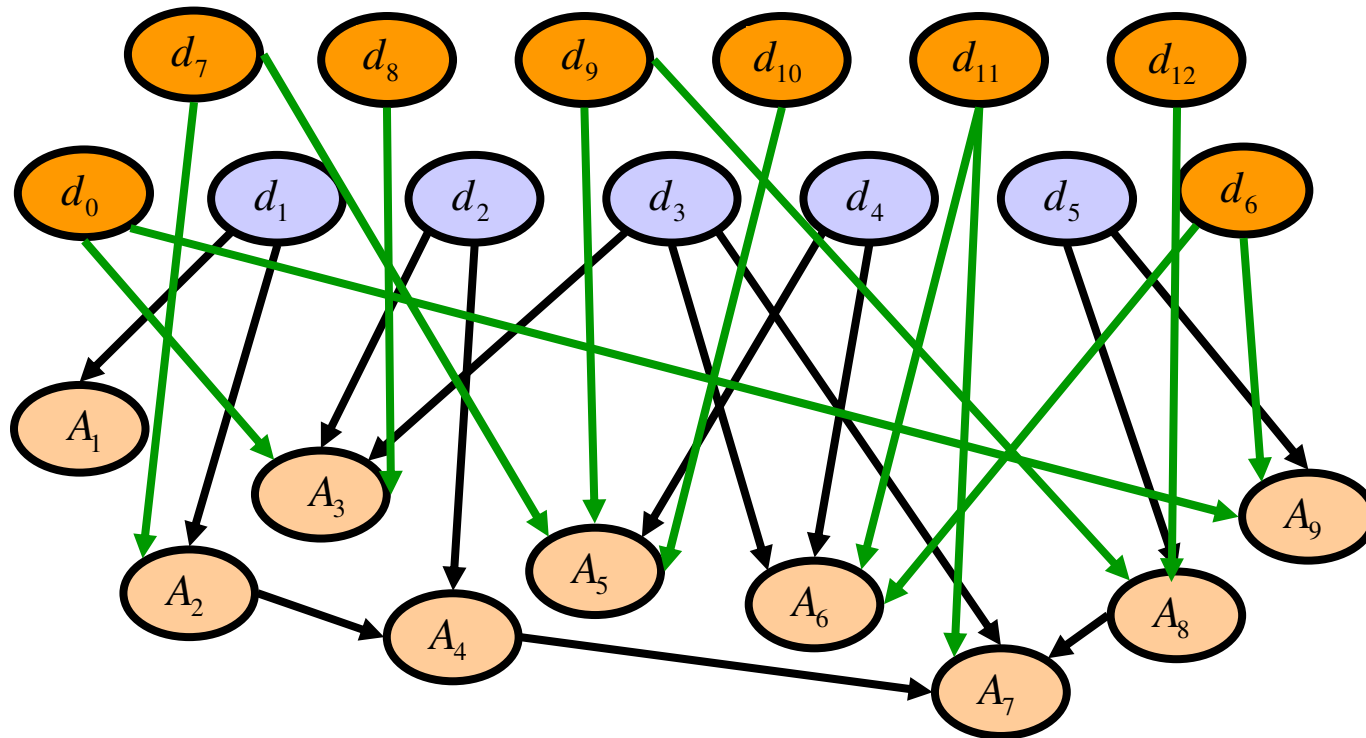 d₇ d₈ d₉ d₁₀ d₁₁ d₁₂
d₀ d₁ d₂ d₃ d₄ d₅ d₆
A₁
A₃
A₉
A₂ A₅ A₆ A₈
A₄
A₇